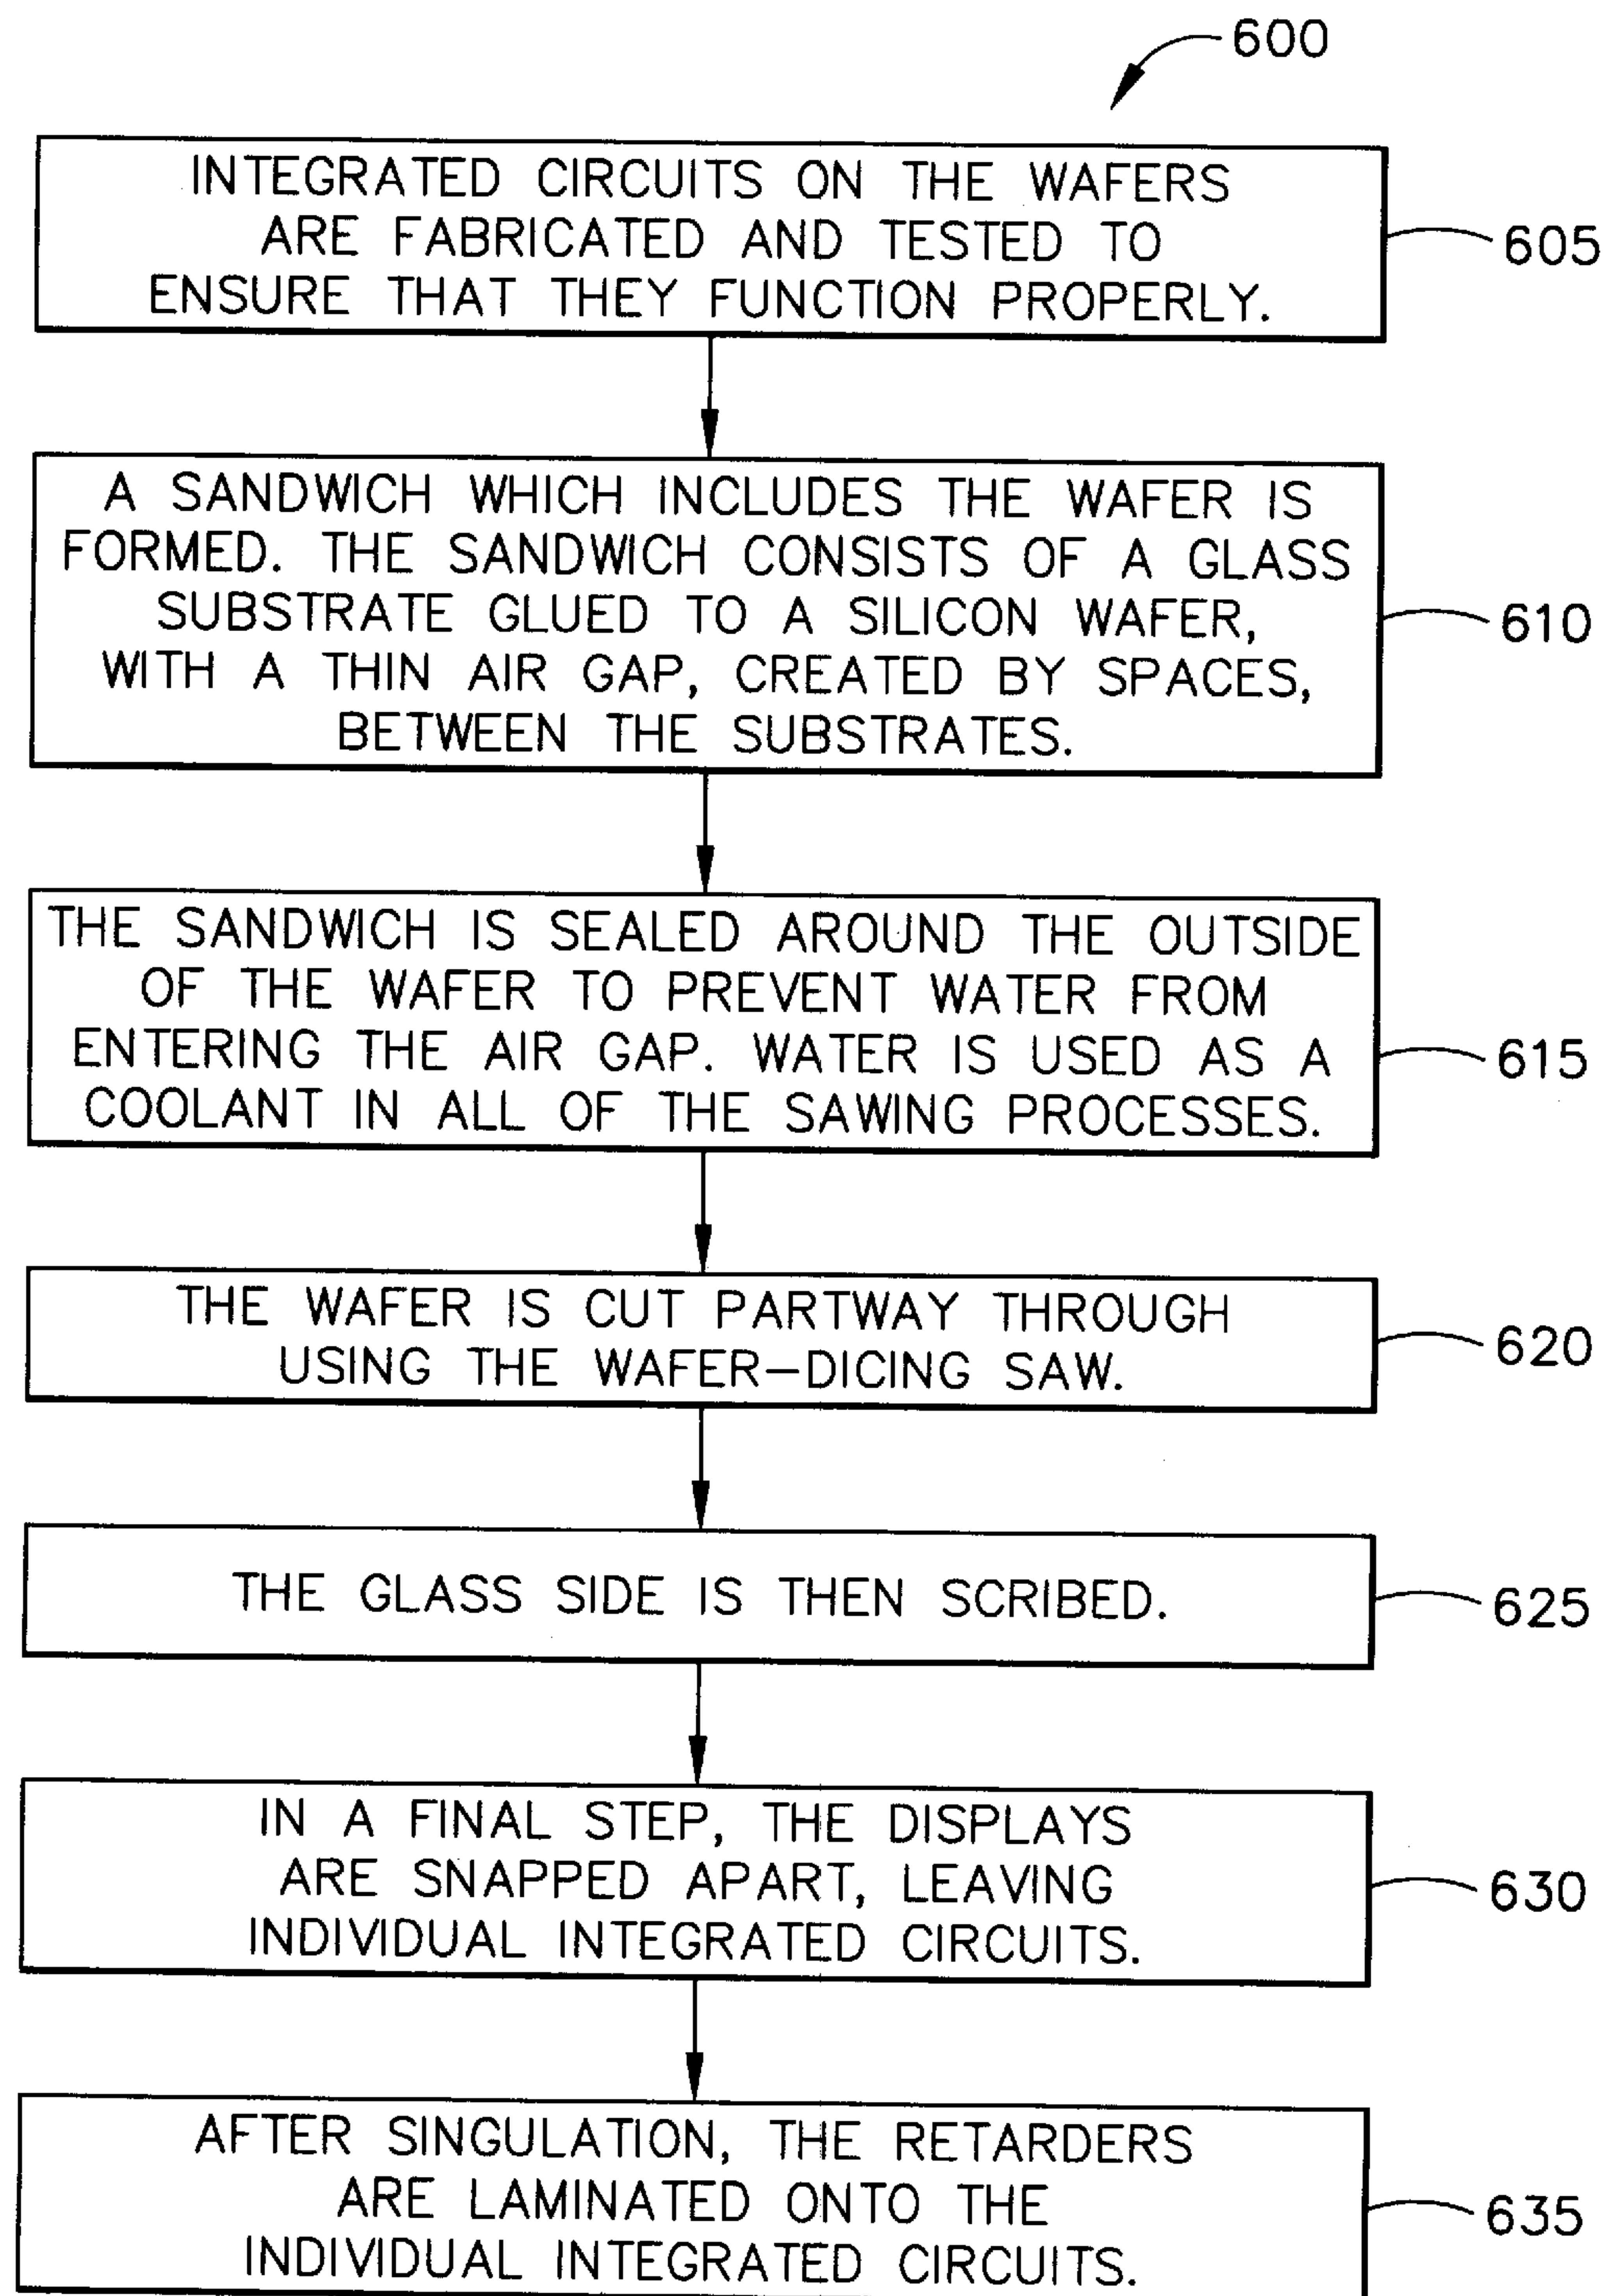 600
INTEGRATED CIRCUITS ON THE WAFERS
ARE FABRICATED AND TESTED TO
ENSURE THAT THEY FUNCTION PROPERLY.
605
A SANDWICH WHICH INCLUDES THE WAFER IS
FORMED. THE SANDWICH CONSISTS OF A GLASS
SUBSTRATE GLUED TO A SILICON WAFER,
WITH A THIN AIR GAP, CREATED BY SPACES,
BETWEEN THE SUBSTRATES.
610
THE SANDWICH IS SEALED AROUND THE OUTSIDE
OF THE WAFER TO PREVENT WATER FROM
ENTERING THE AIR GAP. WATER IS USED AS A
COOLANT IN ALL OF THE SAWING PROCESSES.
615
THE WAFER IS CUT PARTWAY THROUGH
USING THE WAFER–DICING SAW.
620
THE GLASS SIDE IS THEN SCRIBED.
625
IN A FINAL STEP, THE DISPLAYS
ARE SNAPPED APART, LEAVING
INDIVIDUAL INTEGRATED CIRCUITS.
630
AFTER SINGULATION, THE RETARDERS
ARE LAMINATED ONTO THE
INDIVIDUAL INTEGRATED CIRCUITS.
635